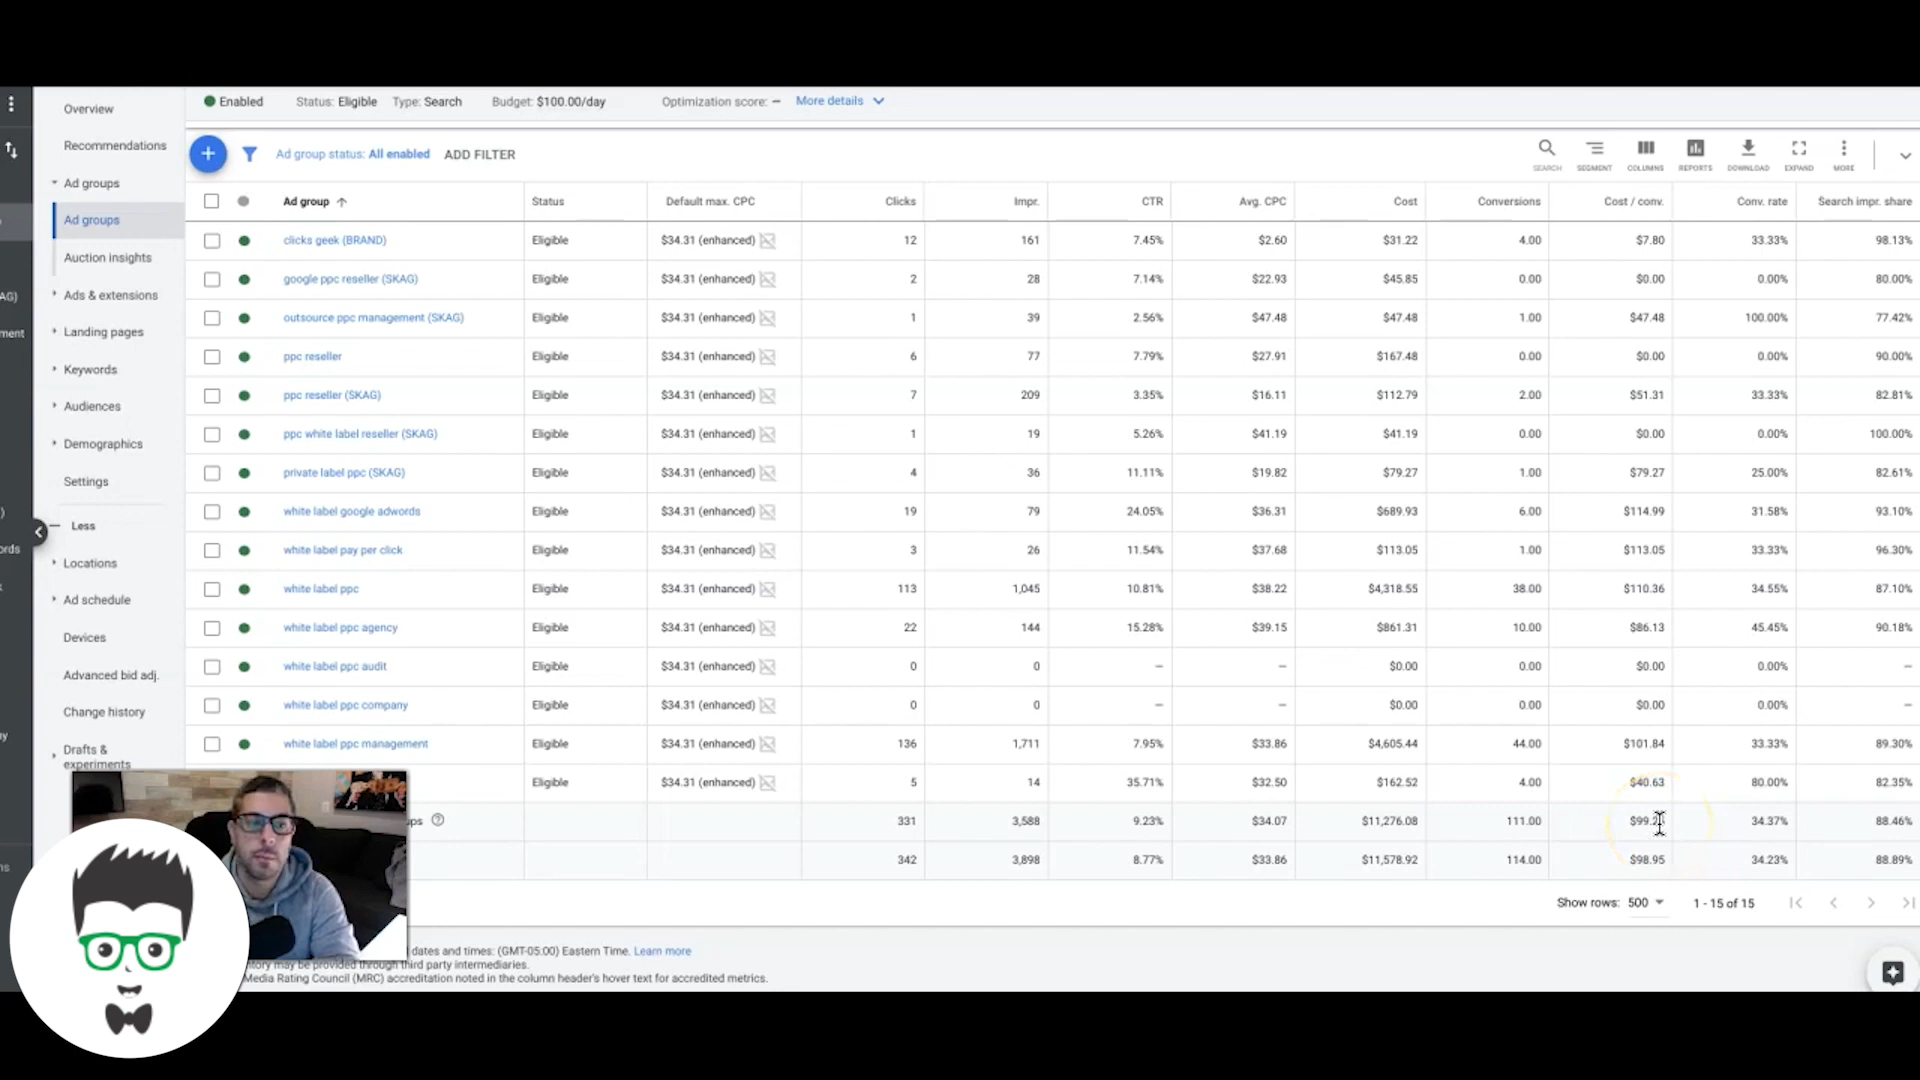 Enabled Status: Eligible Type: Search Budget: $100.00/day Optimization score: – More details
Overview
Recommendations
Ad groups
Ad groups
Auction insights
Ads & extensions
Landing pages
Keywords
Audiences
Demographics
Settings
Less
Locations
Ad schedule
Devices
Advanced bid adj.
Change history
Drafts &
experiments
AG)
ment
)
ords
Ad group status: All enabled ADD FILTER
SEARCH SEGMENT COLUMNS REPORTS DOWNLOAD EXPAND MORE
Ad group Status Default max. CPC Clicks Impr. CTR Avg. CPC Cost Conversions Cost / conv. Conv. rate Search impr. share
clicks geek (BRAND) Eligible $34.31 (enhanced) 12 161 7.45% $2.60 $31.22 4.00 $7.80 33.33% 98.13%
google ppc reseller (SKAG) Eligible $34.31 (enhanced) 2 28 7.14% $22.93 $45.85 0.00 $0.00 0.00% 80.00%
outsource ppc management (SKAG) Eligible $34.31 (enhanced) 1 39 2.56% $47.48 $47.48 1.00 $47.48 100.00% 77.42%
ppc reseller Eligible $34.31 (enhanced) 6 77 7.79% $27.91 $167.48 0.00 $0.00 0.00% 90.00%
ppc reseller (SKAG) Eligible $34.31 (enhanced) 7 209 3.35% $16.11 $112.79 2.00 $51.31 33.33% 82.81%
ppc white label reseller (SKAG) Eligible $34.31 (enhanced) 1 19 5.26% $41.19 $41.19 0.00 $0.00 0.00% 100.00%
private label ppc (SKAG) Eligible $34.31 (enhanced) 4 36 11.11% $19.82 $79.27 1.00 $79.27 25.00% 82.61%
white label google adwords Eligible $34.31 (enhanced) 19 79 24.05% $36.31 $689.93 6.00 $114.99 31.58% 93.10%
white label pay per click Eligible $34.31 (enhanced) 3 26 11.54% $37.68 $113.05 1.00 $113.05 33.33% 96.30%
white label ppc Eligible $34.31 (enhanced) 113 1,045 10.81% $38.22 $4,318.55 38.00 $110.36 34.55% 87.10%
white label ppc agency Eligible $34.31 (enhanced) 22 144 15.28% $39.15 $861.31 10.00 $86.13 45.45% 90.18%
white label ppc audit Eligible $34.31 (enhanced) 0 0 – – $0.00 0.00 $0.00 0.00% –
white label ppc company Eligible $34.31 (enhanced) 0 0 – – $0.00 0.00 $0.00 0.00% –
white label ppc management Eligible $34.31 (enhanced) 136 1,711 7.95% $33.86 $4,605.44 44.00 $101.84 33.33% 89.30%
Eligible $34.31 (enhanced) 5 14 35.71% $32.50 $162.52 4.00 $40.63 80.00% 82.35%
ups 331 3,588 9.23% $34.07 $11,276.08 111.00 34.37% 88.46%
342 3,898 8.77% $33.86 $11,578.92 114.00 $98.95 34.23% 88.89%
Show rows: 500 1 - 15 of 15
dates and times: (GMT-05:00) Eastern Time. Learn more
tory may be provided through third party intermediaries.
Media Rating Council (MRC) accreditation noted in the column header's hover text for accredited metrics.